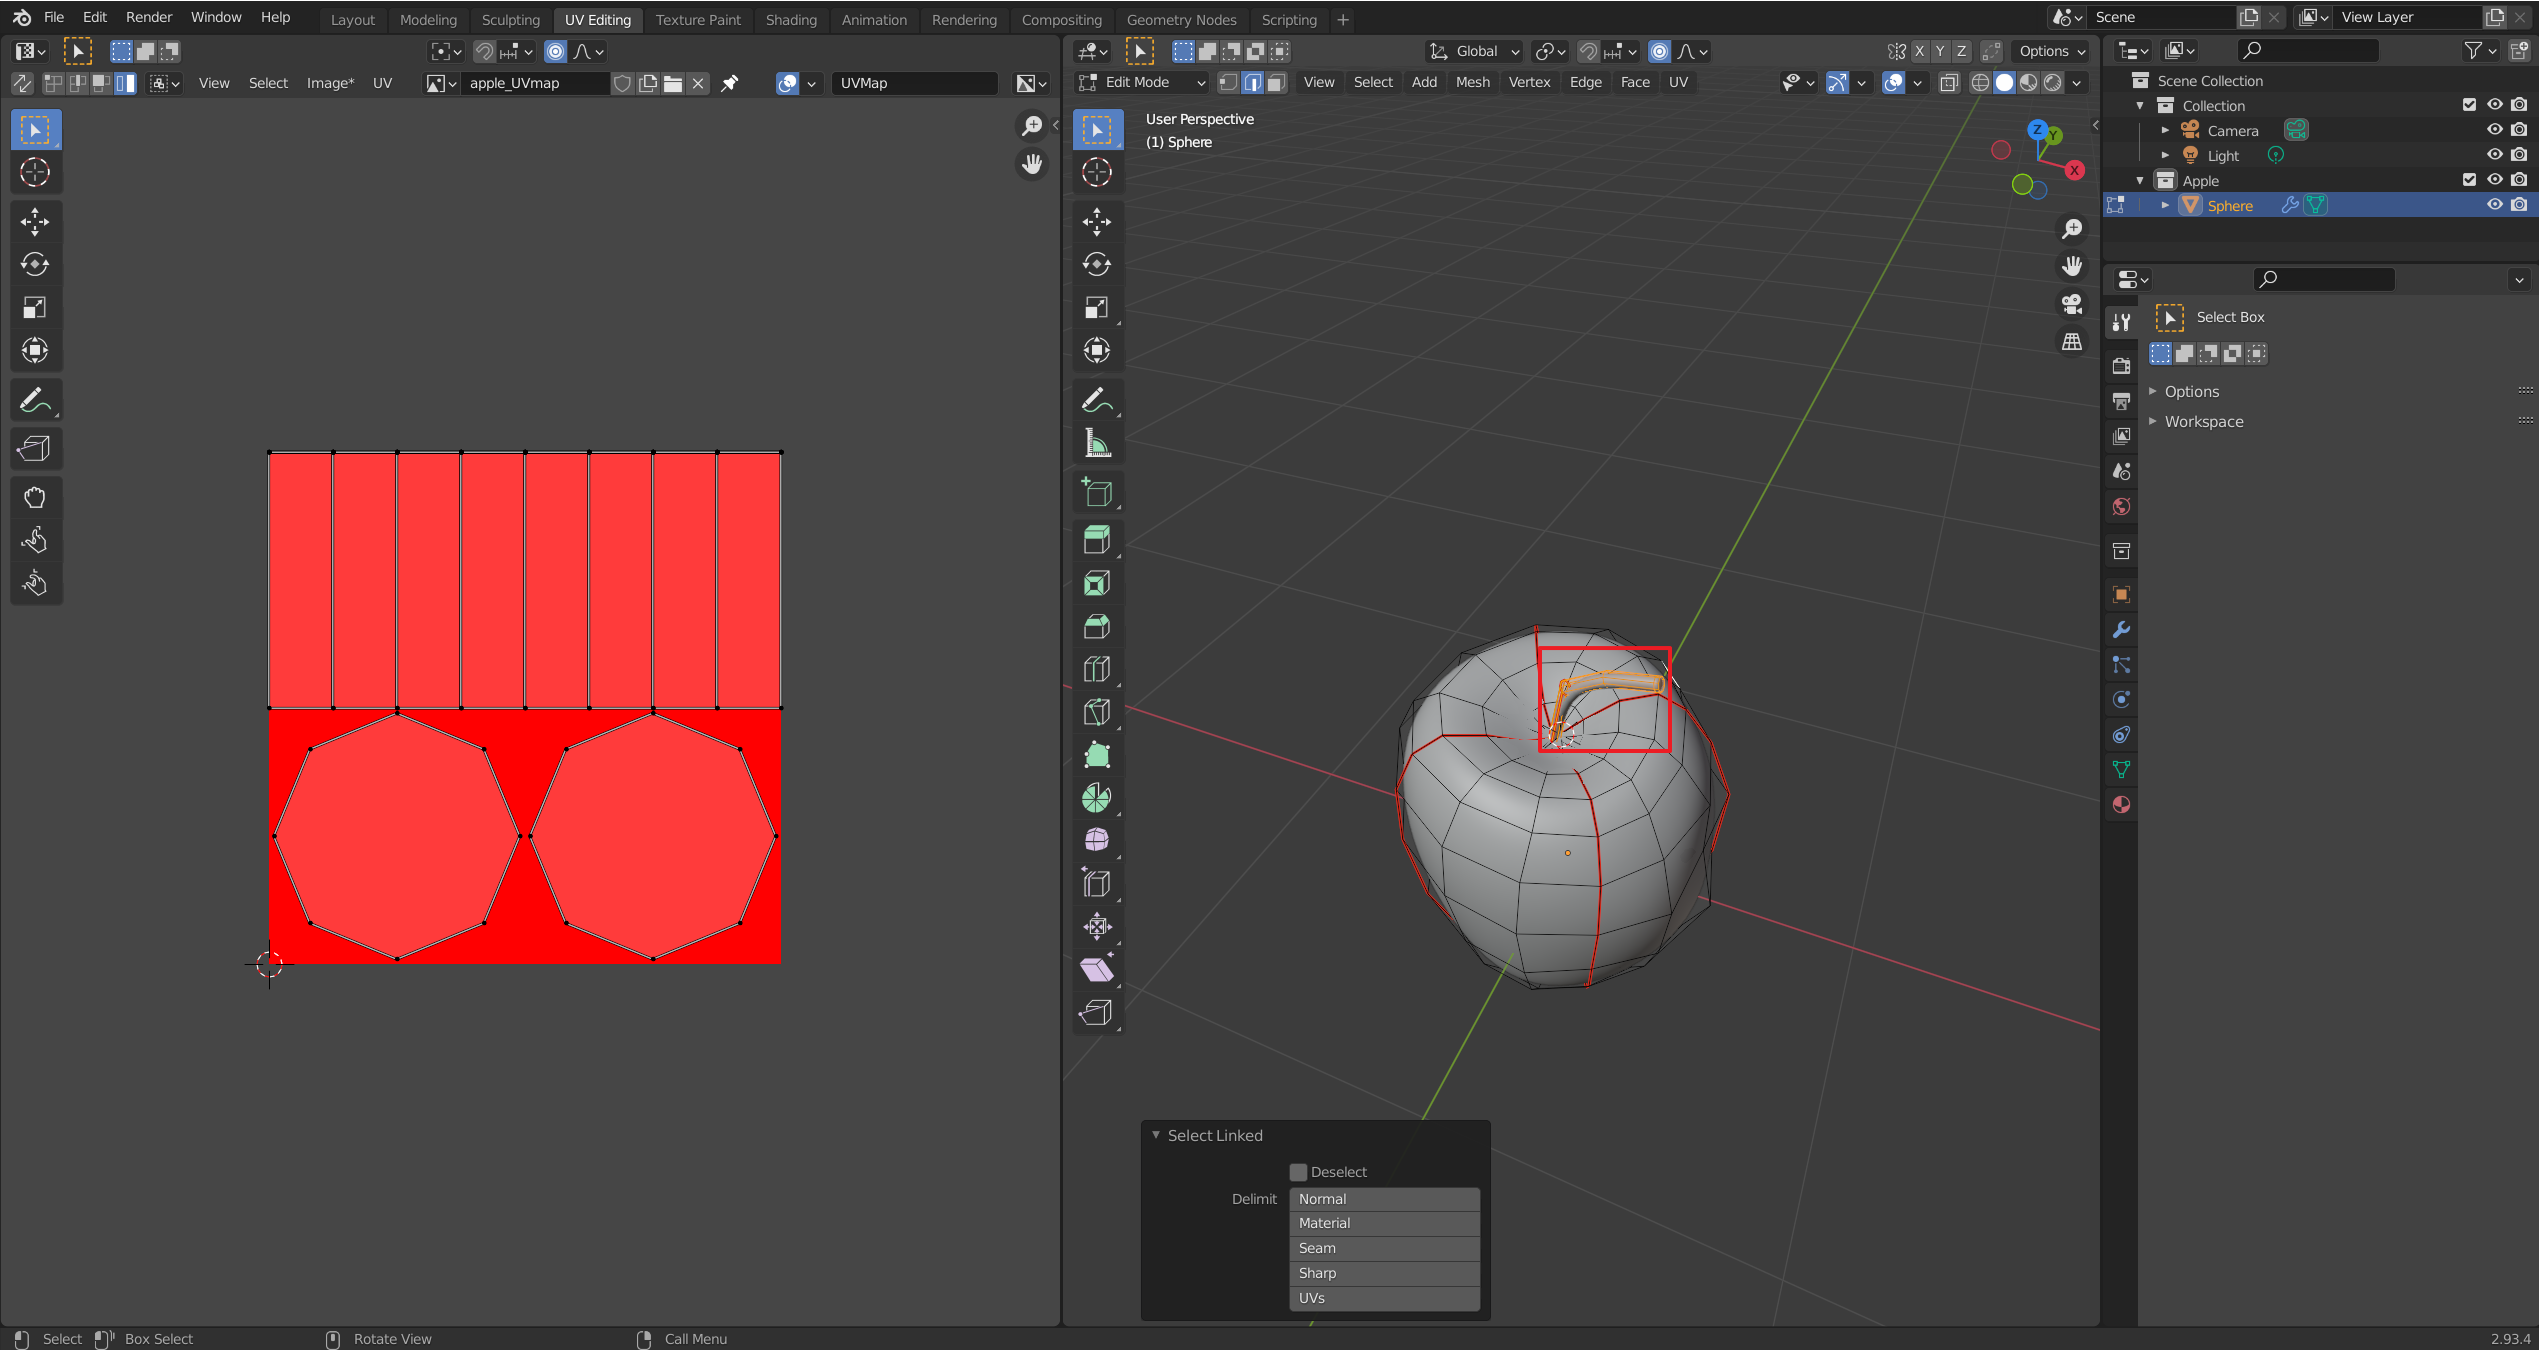 File Edit Render Window Help Layout Modeling Sculpting UV Editing Texture Paint Shading Animation Rendering Compositing Geometry Nodes Scripting + Scene View Layer
Global X Y Z Options
View Select Image* UV apple_UVmap UVMap
Edit Mode View Select Add Mesh Vertex Edge Face UV
Scene Collection
Collection
Camera
Light
Apple
Sphere
User Perspective
(1) Sphere
Z
Y
X
Select Box
Options
Workspace
Select Linked
Deselect
Delimit Normal
Material
Seam
Sharp
UVs
Select Box Select Rotate View Call Menu 2.93.4